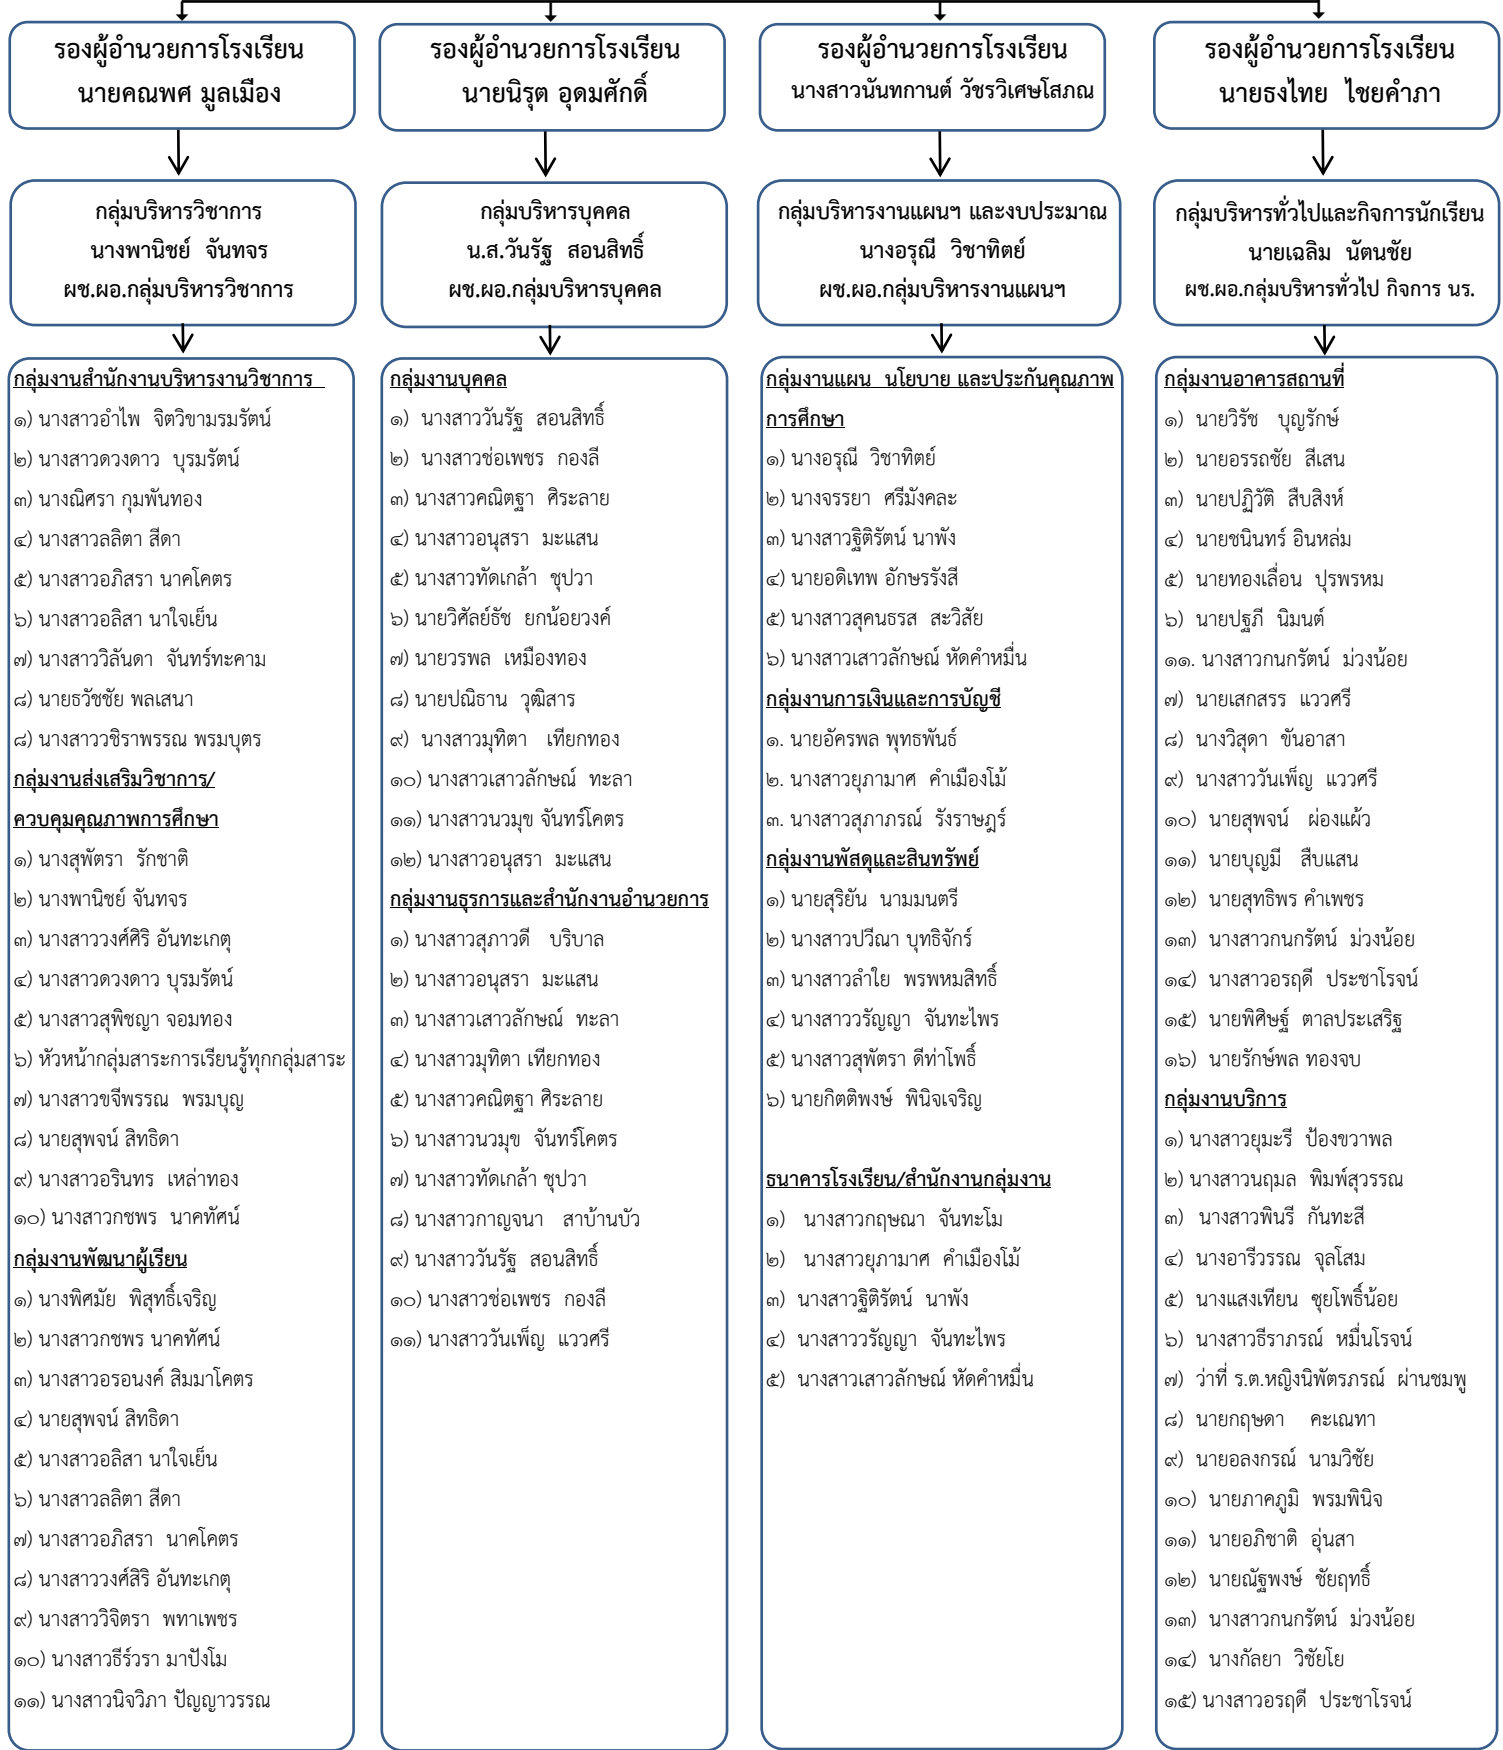 รองผู้อำนวยการโรงเรียน
นายคณพศ มูลเมือง
รองผู้อำนวยการโรงเรียน
นายนิรุต อุดมศักดิ์
รองผู้อำนวยการโรงเรียน
นางสาวนันทกานต์ วัชรวิเศษโสภณ
รองผู้อำนวยการโรงเรียน
นายธงไทย ไชยคำภา
กลุ่มบริหารวิชาการ
นางพานิชย์ จันทจร
ผช.ผอ.กลุ่มบริหารวิชาการ
กลุ่มบริหารบุคคล
น.ส.วันรัฐ สอนสิทธิ์
ผช.ผอ.กลุ่มบริหารบุคคล
กลุ่มบริหารงานแผนฯ และงบประมาณ
นางอรุณี วิชาทิตย์
ผช.ผอ.กลุ่มบริหารงานแผนฯ
กลุ่มบริหารทั่วไปและกิจการนักเรียน
นายเฉลิม นัตนชัย
ผช.ผอ.กลุ่มบริหารทั่วไป กิจการ นร.
กลุ่มงานสำนักงานบริหารงานวิชาการ
๑) นางสาวอำไพ จิตวิขามรมรัตน์
๒) นางสาวดวงดาว บุรมรัตน์
๓) นางณิศรา กุมพันทอง
๔) นางสาวลลิตา สีดา
๕) นางสาวอภิสรา นาคโคตร
๖) นางสาวอลิสา นาใจเย็น
๗) นางสาววิลันดา จันทร์ทะคาม
๘) นายธวัชชัย พลเสนา
๘) นางสาววชิราพรรณ พรมบุตร
กลุ่มงานส่งเสริมวิชาการ/
ควบคุมคุณภาพการศึกษา
๑) นางสุพัตรา รักชาติ
๒) นางพานิชย์ จันทจร
๓) นางสาววงศ์ศิริ อันทะเกตุ
๔) นางสาวดวงดาว บุรมรัตน์
๕) นางสาวสุพิชญา จอมทอง
๖) หัวหน้ากลุ่มสาระการเรียนรู้ทุกกลุ่มสาระ
๗) นางสาวขจีพรรณ พรมบุญ
๘) นายสุพจน์ สิทธิดา
๙) นางสาวอรินทร เหล่าทอง
๑๐) นางสาวกชพร นาคทัศน์
กลุ่มงานพัฒนาผู้เรียน
๑) นางพิศมัย พิสุทธิ์เจริญ
๒) นางสาวกชพร นาคทัศน์
๓) นางสาวอรอนงค์ สิมมาโคตร
๔) นายสุพจน์ สิทธิดา
๕) นางสาวอลิสา นาใจเย็น
๖) นางสาวลลิตา สีดา
๗) นางสาวอภิสรา นาคโคตร
๘) นางสาววงศ์สิริ อันทะเกตุ
๙) นางสาววิจิตรา พทาเพชร
๑๐) นางสาวธีร์วรา มาปังโม
๑๑) นางสาวนิจวิภา ปัญญาวรรณ
กลุ่มงานบุคคล
๑) นางสาววันรัฐ สอนสิทธิ์
๒) นางสาวช่อเพชร กองลี
๓) นางสาวคณิตฐา ศิระลาย
๔) นางสาวอนุสรา มะแสน
๕) นางสาวทัดเกล้า ชุปวา
๖) นายวิศัลย์ธัช ยกน้อยวงค์
๗) นายวรพล เหมืองทอง
๘) นายปณิธาน วุฒิสาร
๙) นางสาวมุทิตา เทียกทอง
๑๐) นางสาวเสาวลักษณ์ ทะลา
๑๑) นางสาวนวมุข จันทร์โคตร
๑๒) นางสาวอนุสรา มะแสน
กลุ่มงานธุรการและสำนักงานอำนวยการ
๑) นางสาวสุภาวดี บริบาล
๒) นางสาวอนุสรา มะแสน
๓) นางสาวเสาวลักษณ์ ทะลา
๔) นางสาวมุทิตา เทียกทอง
๕) นางสาวคณิตฐา ศิระลาย
๖) นางสาวนวมุข จันทร์โคตร
๗) นางสาวทัดเกล้า ชุปวา
๘) นางสาวกาญจนา สาบ้านบัว
๙) นางสาววันรัฐ สอนสิทธิ์
๑๐) นางสาวช่อเพชร กองลี
๑๑) นางสาววันเพ็ญ แววศรี
กลุ่มงานแผน นโยบาย และประกันคุณภาพ
การศึกษา
๑) นางอรุณี วิชาทิตย์
๒) นางจรรยา ศรีมังคละ
๓) นางสาวฐิติรัตน์ นาพัง
๔) นายอดิเทพ อักษรรังสี
๕) นางสาวสุคนธรส สะวิสัย
๖) นางสาวเสาวลักษณ์ หัดคำหมื่น
กลุ่มงานการเงินและการบัญชี
๑. นายอัครพล พุทธพันธ์
๒. นางสาวยุภามาศ คำเมืองโม้
๓. นางสาวสุภาภรณ์ รังราษฎร์
กลุ่มงานพัสดุและสินทรัพย์
๑) นายสุริยัน นามมนตรี
๒) นางสาวปวีณา บุทธิจักร์
๓) นางสาวลำใย พรพหมสิทธิ์
๔) นางสาววรัญญา จันทะไพร
๕) นางสาวสุพัตรา ดีท่าโพธิ์
๖) นายกิตติพงษ์ พินิจเจริญ
ธนาคารโรงเรียน/สำนักงานกลุ่มงาน
๑) นางสาวกฤษณา จันทะโม
๒) นางสาวยุภามาศ คำเมืองโม้
๓) นางสาวฐิติรัตน์ นาพัง
๔) นางสาววรัญญา จันทะไพร
๕) นางสาวเสาวลักษณ์ หัดคำหมื่น
กลุ่มงานอาคารสถานที่
๑) นายวิรัช บุญรักษ์
๒) นายอรรถชัย สีเสน
๓) นายปฏิวัติ สืบสิงห์
๔) นายชนินทร์ อินหล่ม
๕) นายทองเลื่อน ปุรพรหม
๖) นายปฐภี นิมนต์
๑๑. นางสาวกนกรัตน์ ม่วงน้อย
๗) นายเสกสรร แววศรี
๘) นางวิสุดา ขันอาสา
๙) นางสาววันเพ็ญ แววศรี
๑๐) นายสุพจน์ ผ่องแผ้ว
๑๑) นายบุญมี สืบแสน
๑๒) นายสุทธิพร คำเพชร
๑๓) นางสาวกนกรัตน์ ม่วงน้อย
๑๔) นางสาวอรฤดี ประชาโรจน์
๑๕) นายพิศิษฐ์ ตาลประเสริฐ
๑๖) นายรักษ์พล ทองจบ
กลุ่มงานบริการ
๑) นางสาวยุมะรี ป้องขวาพล
๒) นางสาวนฤมล พิมพ์สุวรรณ
๓) นางสาวพินรี กันทะสี
๔) นางอารีวรรณ จุลโสม
๕) นางแสงเทียน ซุยโพธิ์น้อย
๖) นางสาวธีราภรณ์ หมื่นโรจน์
๗) ว่าที่ ร.ต.หญิงนิพัตรภรณ์ ผ่านชมพู
๘) นายกฤษดา คะเณทา
๙) นายอลงกรณ์ นามวิชัย
๑๐) นายภาคภูมิ พรมพินิจ
๑๑) นายอภิชาติ อุ่นสา
๑๒) นายณัฐพงษ์ ชัยฤทธิ์
๑๓) นางสาวกนกรัตน์ ม่วงน้อย
๑๔) นางกัลยา วิชัยโย
๑๕) นางสาวอรฤดี ประชาโรจน์